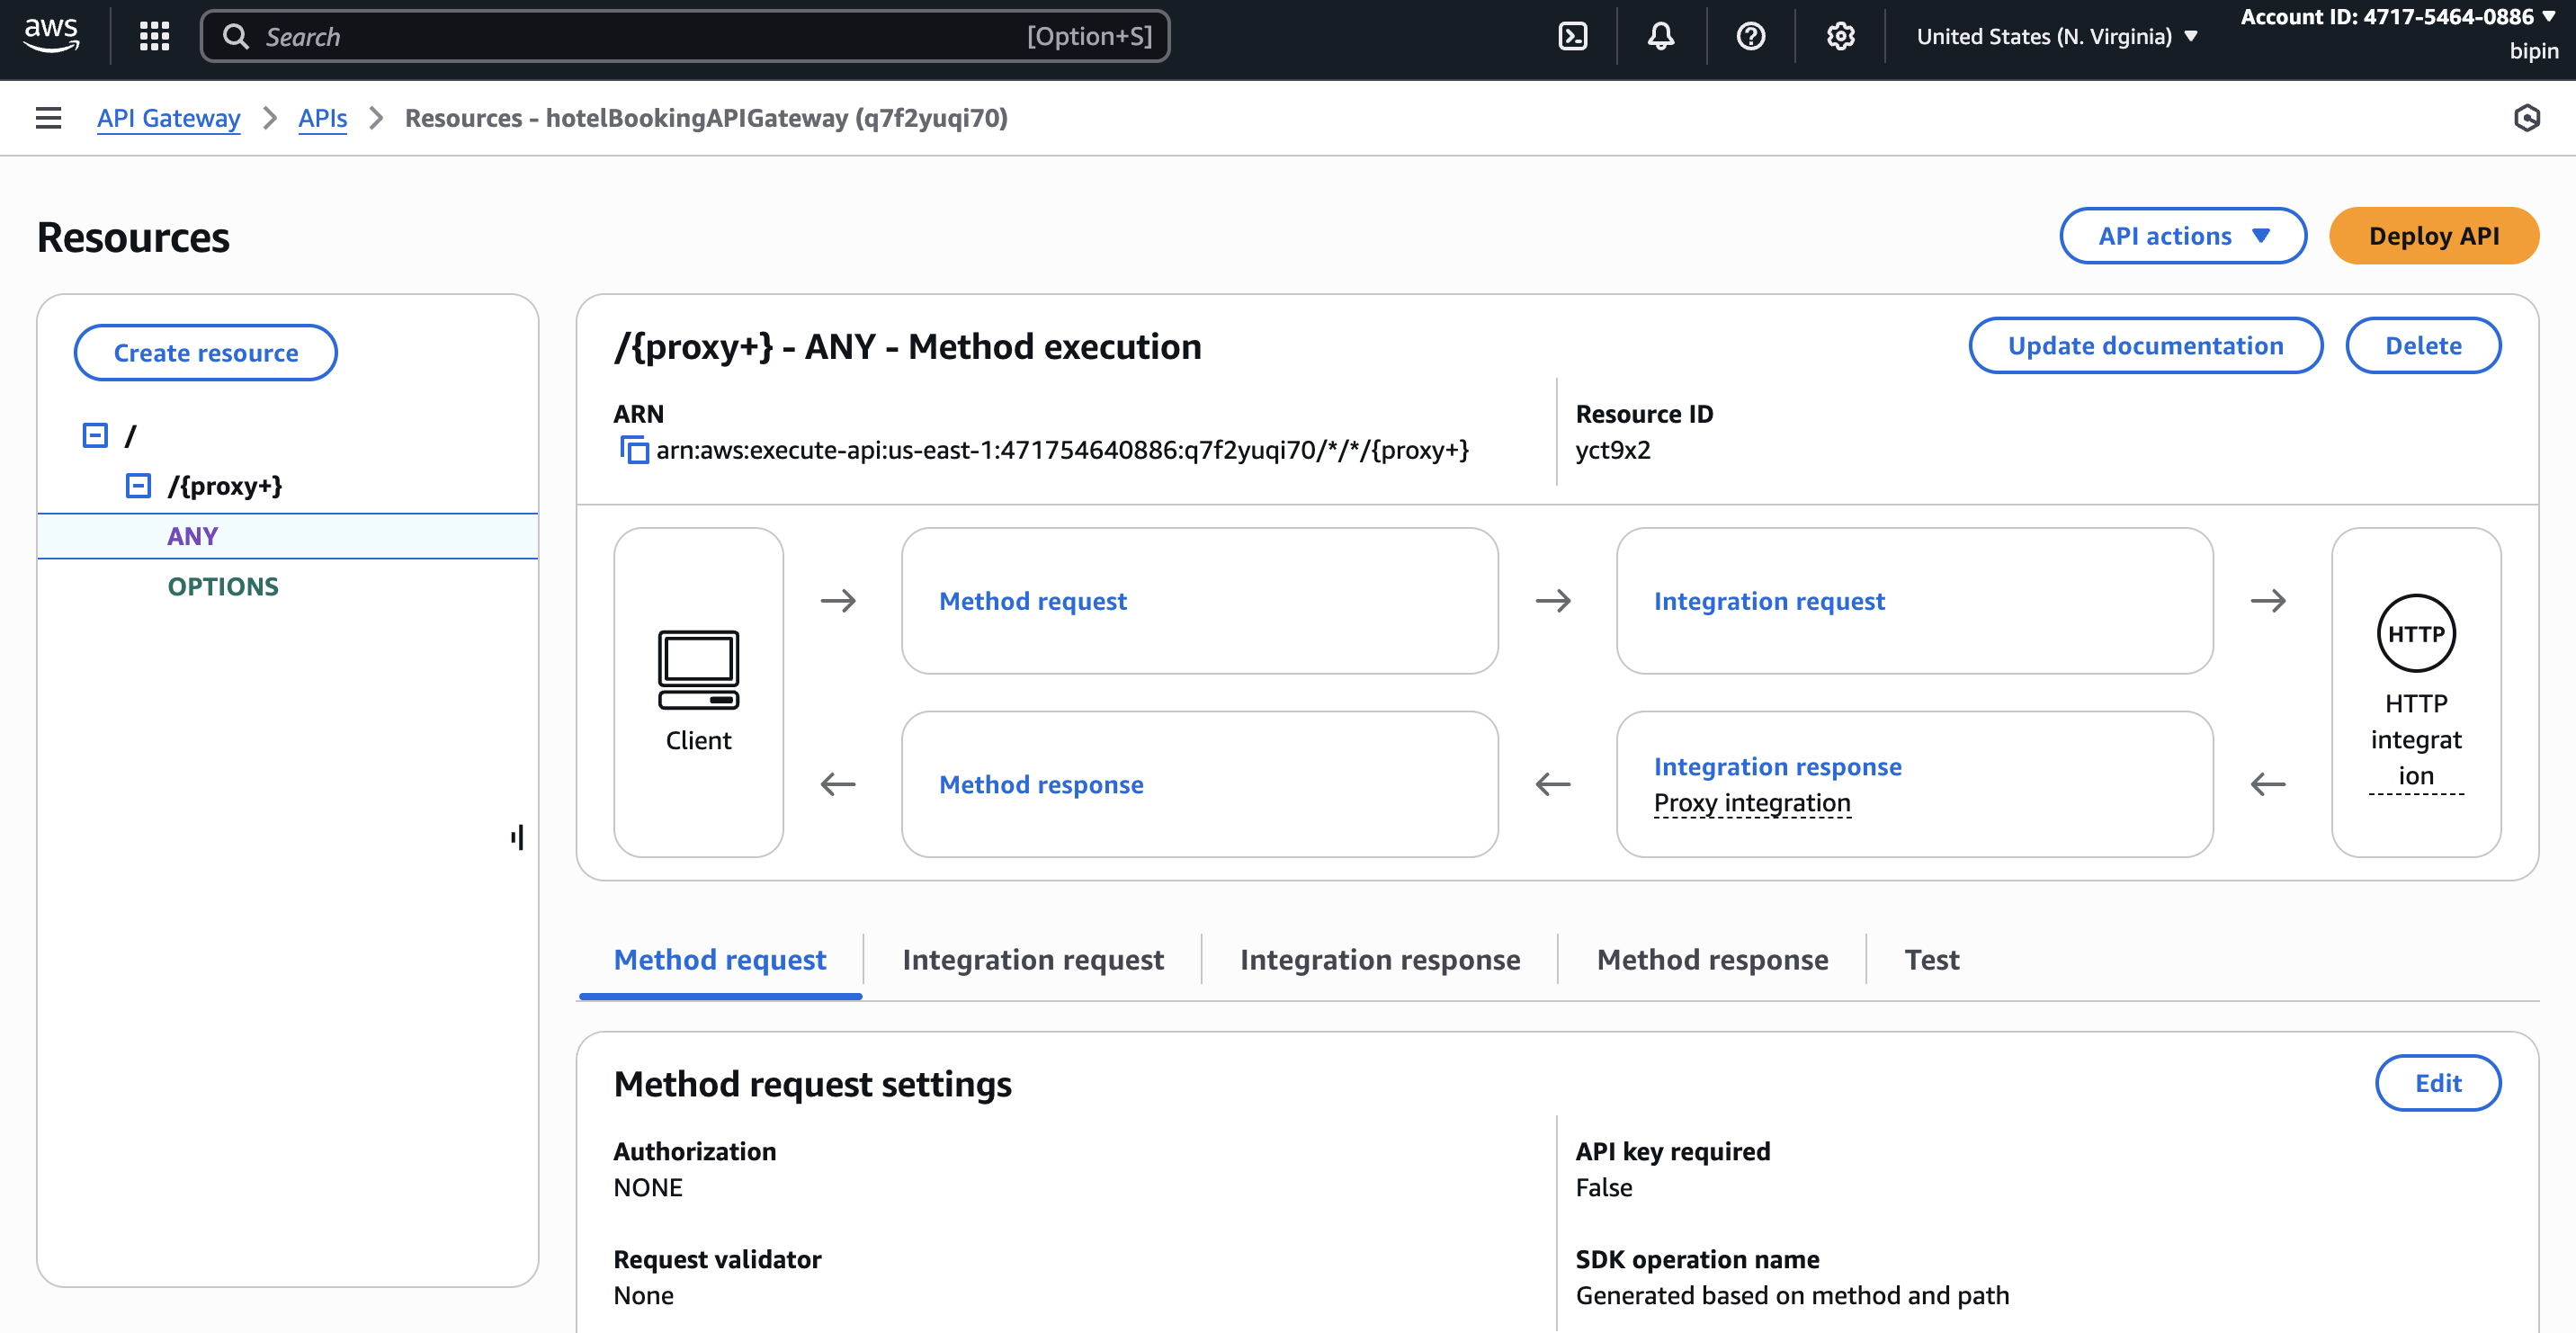 aws
Search
[Option+S]
United States (N. Virginia)
Account ID: 4717-5464-0886
bipin
API Gateway
APIs
Resources - hotelBookingAPIGateway (q7f2yuqi70)
Resources
API actions
Deploy API
Create resource
/
/{proxy+}
ANY
OPTIONS
/{proxy+} - ANY - Method execution
Update documentation
Delete
ARN
arn:aws:execute-api:us-east-1:471754640886:q7f2yuqi70/*/*/{proxy+}
Resource ID
yct9x2
Client
Method request
Integration request
Method response
Integration response
Proxy integration
HTTP
HTTP
integrat
ion
Method request
Integration request
Integration response
Method response
Test
Method request settings
Edit
Authorization
NONE
API key required
False
Request validator
None
SDK operation name
Generated based on method and path